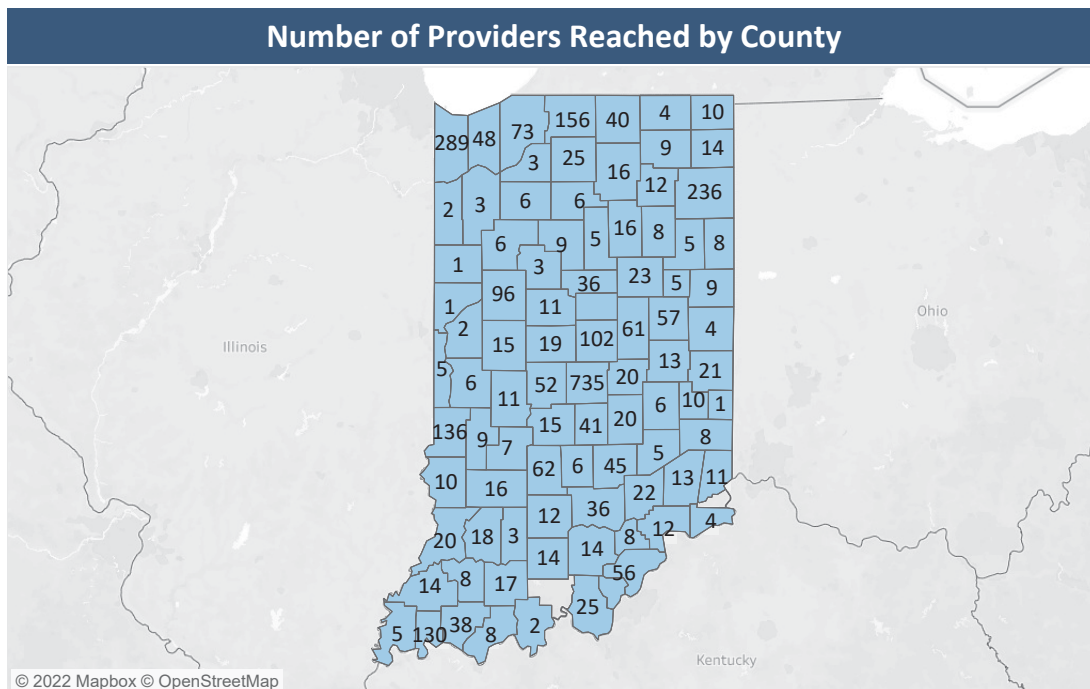 Number of Providers Reached by County
289 48 73 156 40 4 10
3 25 9 14
16
2 3 6 6 12 236
16 8
6 9 5 5 8
1 3
36 23 5 9
96
1 11
2 61 57 4
15 19 102
13
5 6 52 735 20 21
11 6 10 1
15 41 20
136 9 7 8
62 6 45 5
10 16 22 13 11
12 36
20 18 3 8 12 4
14 14
14 8 17 56
25
5 130 38 8 2
Illinois
Ohio
Kentucky
© 2022 Mapbox © OpenStreetMap